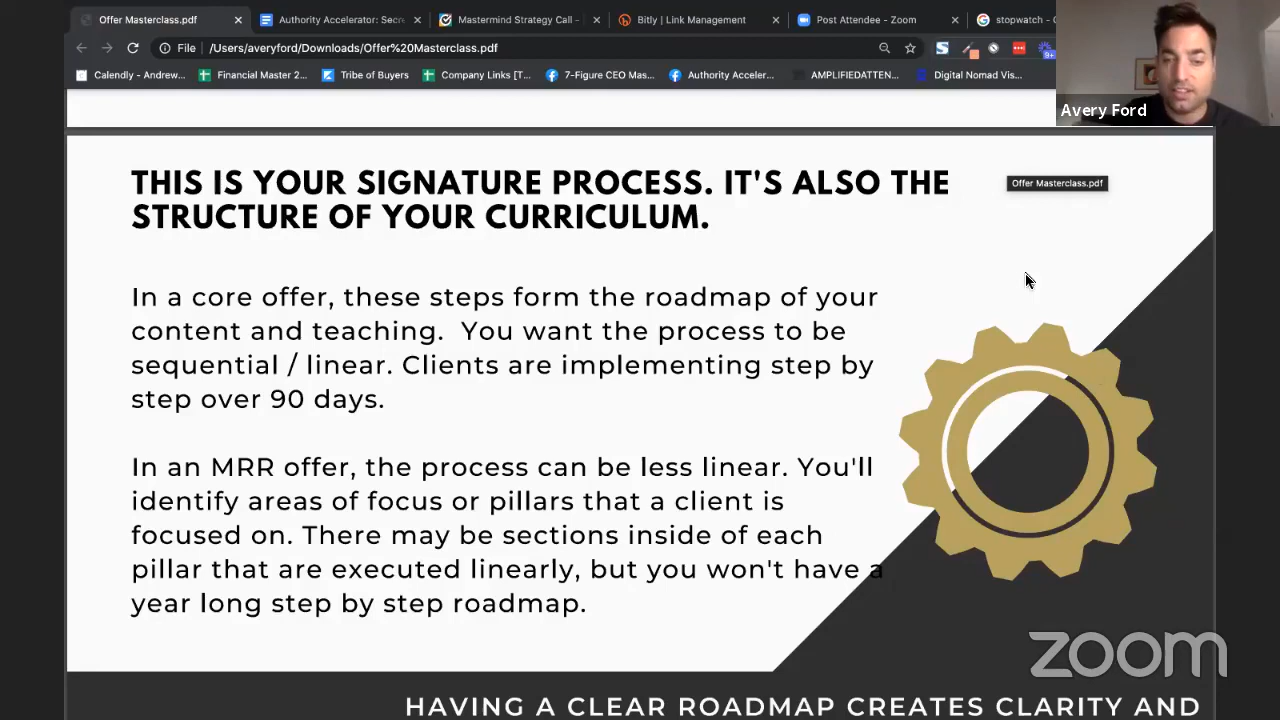 Offer Masterclass.pdf
Authority Accelerator: Secre
Mastermind Strategy Call -
Bitly | Link Management
Post Attendee - Zoom
stopwatch -
File
/Users/averyford/Downloads/Offer%20Masterclass.pdf
9+
Calendly - Andrew...
Financial Master 2...
Tribe of Buyers
Company Links [T...
7-Figure CEO Mas...
Authority Acceler...
AMPLIFIEDATTEN...
Digital Nomad Vis...
Avery Ford
THIS IS YOUR SIGNATURE PROCESS. IT'S ALSO THE
STRUCTURE OF YOUR CURRICULUM.
Offer Masterclass.pdf
In a core offer, these steps form the roadmap of your
content and teaching.  You want the process to be
sequential / linear. Clients are implementing step by
step over 90 days.
In an MRR offer, the process can be less linear. You'll
identify areas of focus or pillars that a client is
focused on. There may be sections inside of each
pillar that are executed linearly, but you won't have a
year long step by step roadmap.
zoom
HAVING A CLEAR ROADMAP CREATES CLARITY AND